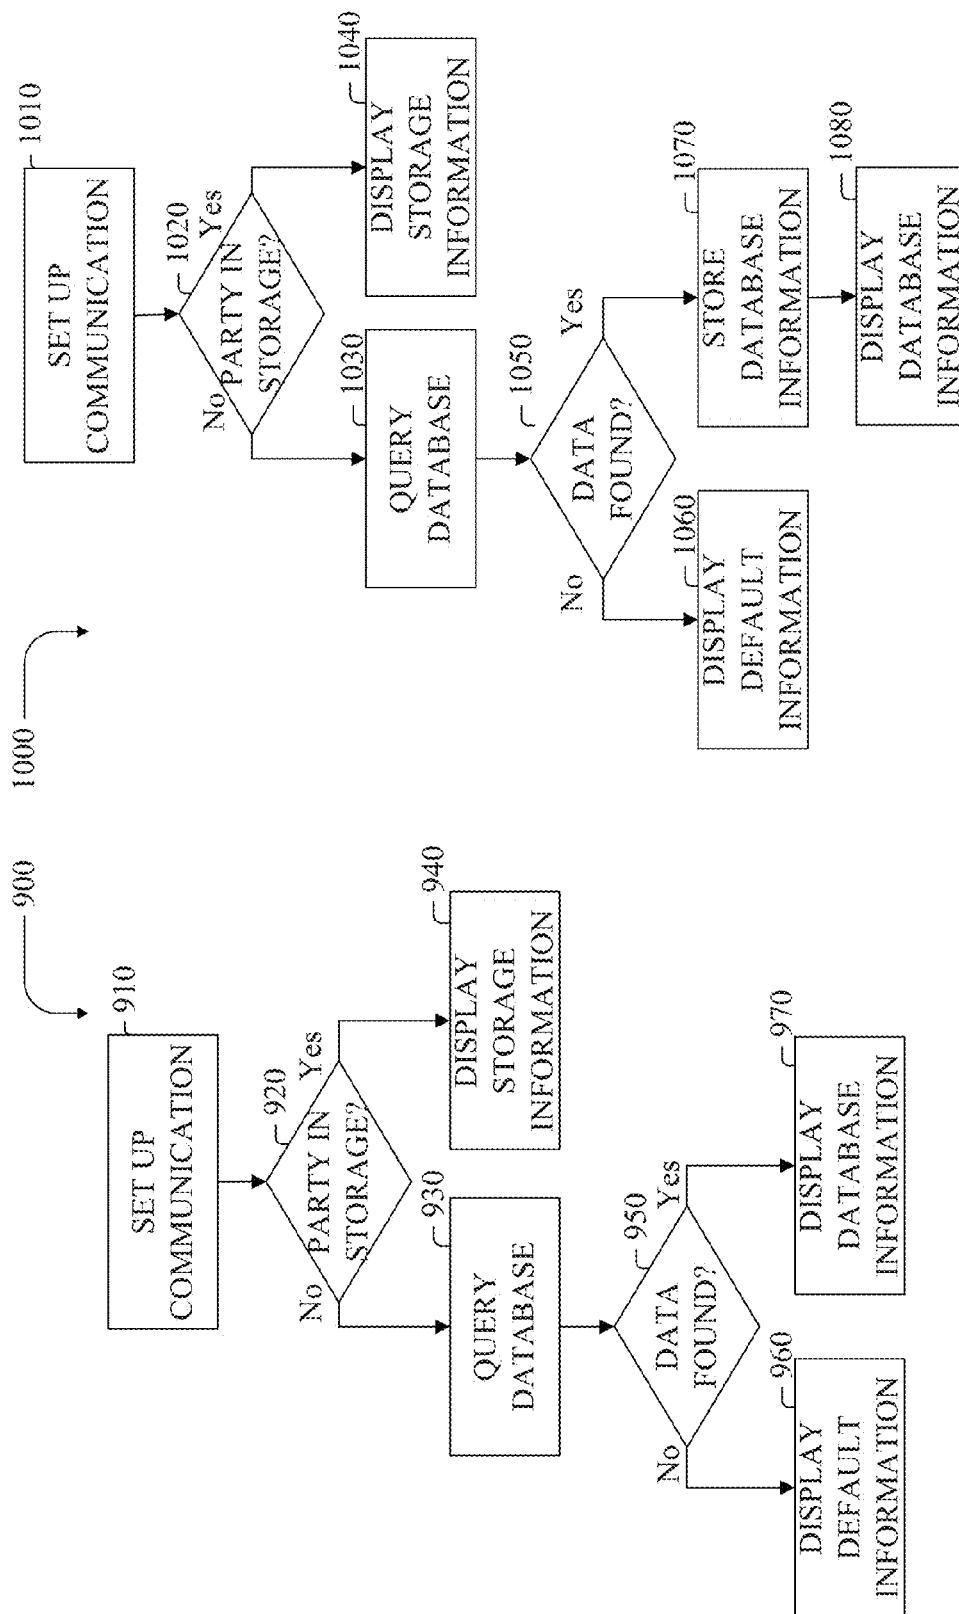 900
910
SET UP
COMMUNICATION
920
PARTY IN
STORAGE?
No
Yes
930
QUERY
DATABASE
940
DISPLAY
STORAGE
INFORMATION
950
DATA
FOUND?
No
Yes
960
DISPLAY
DEFAULT
INFORMATION
970
DISPLAY
DATABASE
INFORMATION
1000
1010
SET UP
COMMUNICATION
1020
PARTY IN
STORAGE?
No
Yes
1030
QUERY
DATABASE
1040
DISPLAY
STORAGE
INFORMATION
1050
DATA
FOUND?
No
Yes
1060
DISPLAY
DEFAULT
INFORMATION
1070
STORE
DATABASE
INFORMATION
1080
DISPLAY
DATABASE
INFORMATION